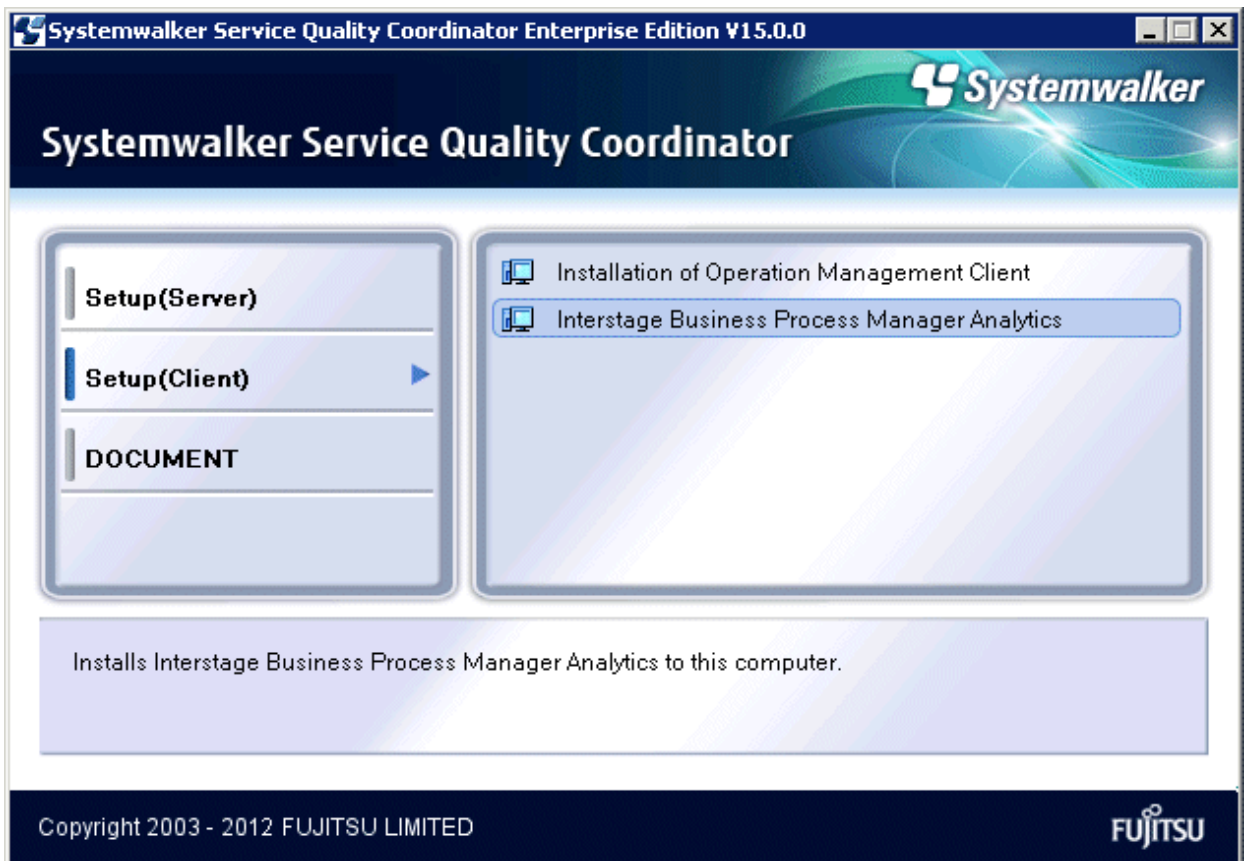 Systemwalker Service Quality Coordinator Enterprise Edition V15.0.0
Systemwalker
Systemwalker Service Quality Coordinator
Setup(Server)
Setup(Client)
DOCUMENT
Installation of Operation Management Client
Interstage Business Process Manager Analytics
Installs Interstage Business Process Manager Analytics to this computer.
Copyright 2003 - 2012 FUJITSU LIMITED
FUJITSU